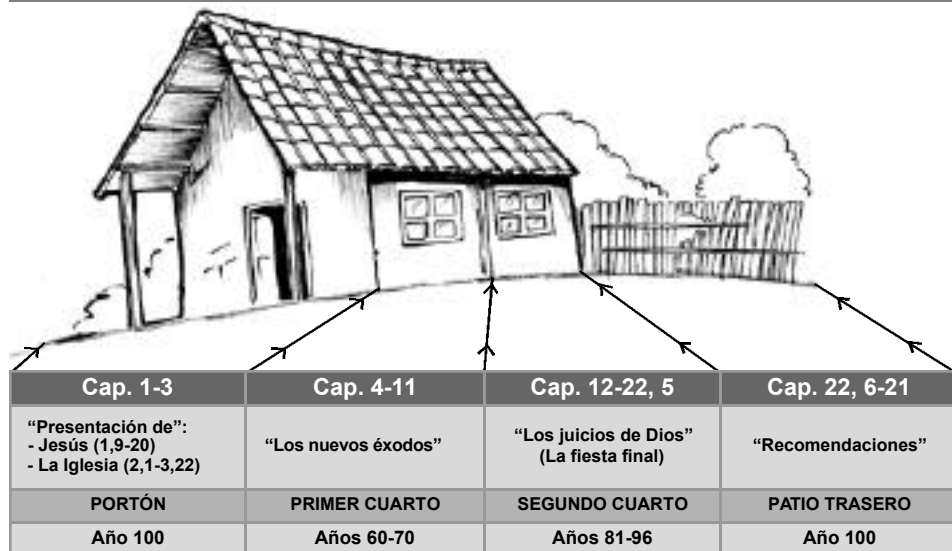 Cap. 1-3
Cap. 4-11
Cap. 12-22, 5
Cap. 22, 6-21
“Presentación de”:
- Jesús (1,9-20)
- La Iglesia (2,1-3,22)
“Los nuevos éxodos”
“Los juicios de Dios”
(La fiesta final)
“Recomendaciones”
PORTÓN
PRIMER CUARTO
SEGUNDO CUARTO
PATIO TRASERO
Año 100
Años 60-70
Años 81-96
Año 100